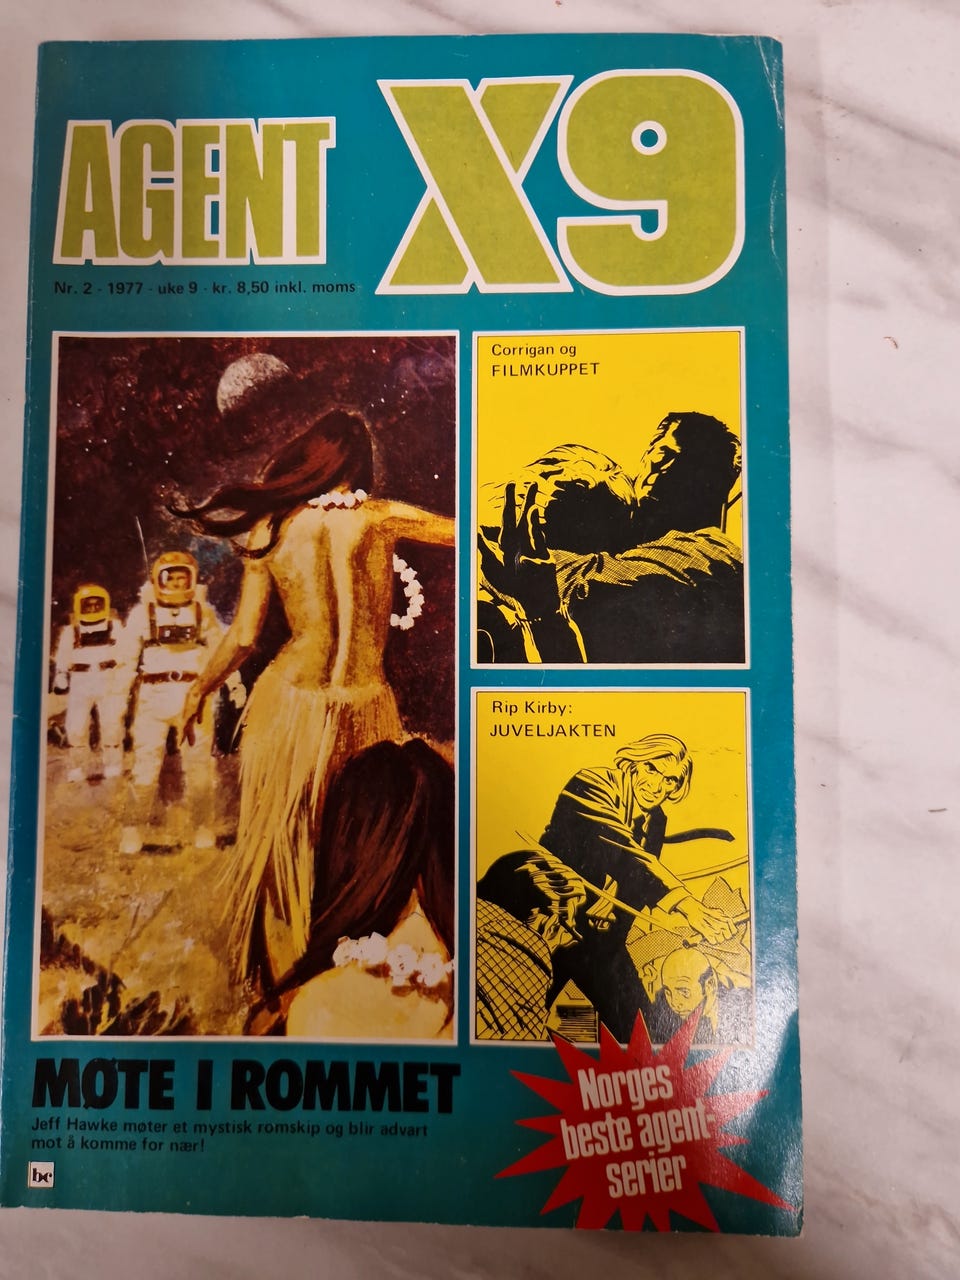 AGENT X9
Nr. 2 - 1977 - uke 9 - kr. 8,50 inkl. moms
Corrigan og
FILMKUPPET
Rip Kirby:
JUVELJAKTEN
MØTE I ROMMET
Jeff Hawke møter et mystisk romskip og blir advart
mot å komme for nær!
bc
Norges
beste agent-
serier